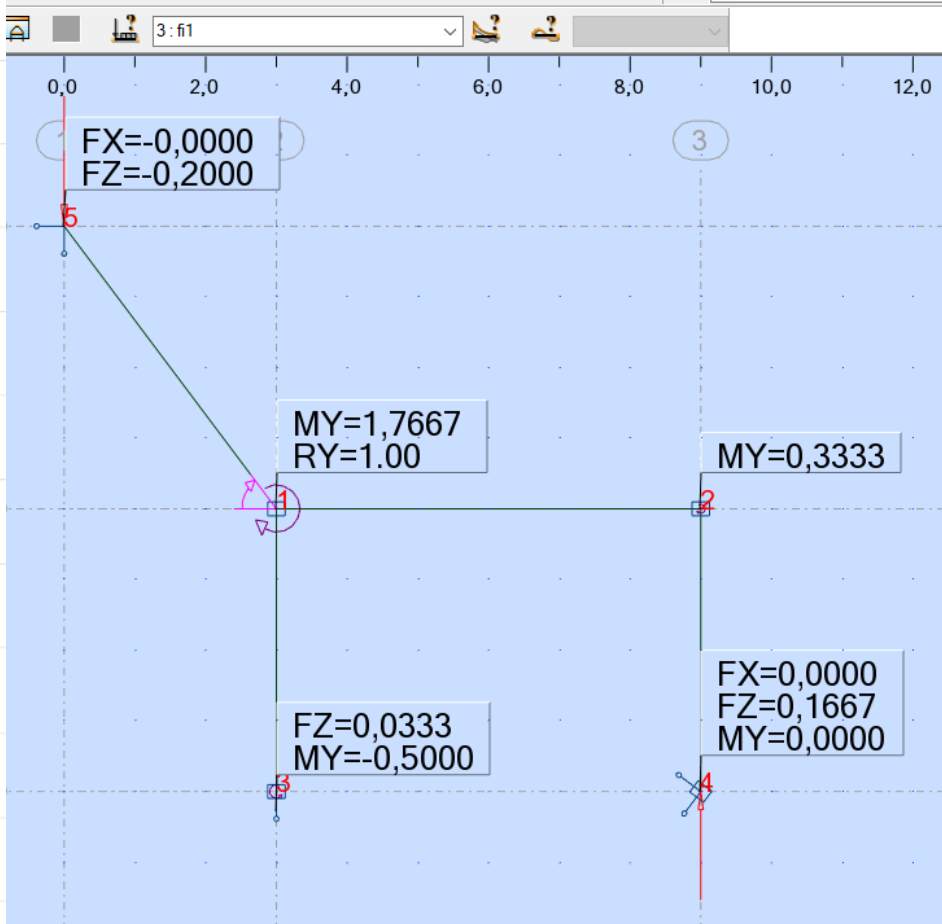 3 : fi1
0,0 2,0 4,0 6,0 8,0 10,0 12,0
3
FX=-0,0000
FZ=-0,2000
5
MY=1,7667
RY=1.00
1
MY=0,3333
2
FX=0,0000
FZ=0,1667
MY=0,0000
4
FZ=0,0333
MY=-0,5000
3